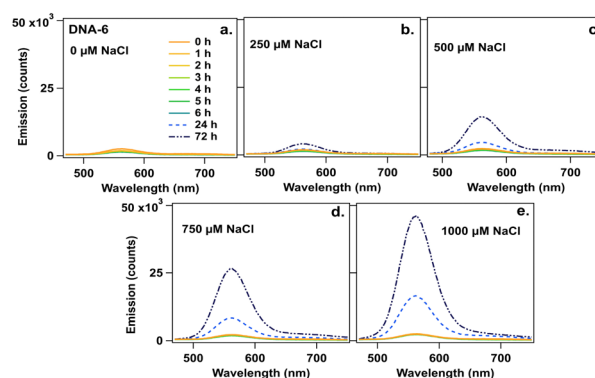 DNA-6
a.
0 µM NaCl
0 h
1 h
2 h
3 h
4 h
5 h
6 h
24 h
72 h
50 x10³
25
0
Emission (counts)
500 600 700
Wavelength (nm)
b.
250 µM NaCl
500 600 700
Wavelength (nm)
c
500 µM NaCl
500 600 700
Wavelength (nm)
d.
750 µM NaCl
50 x10³
25
0
Emission (counts)
500 600 700
Wavelength (nm)
e.
1000 µM NaCl
500 600 700
Wavelength (nm)